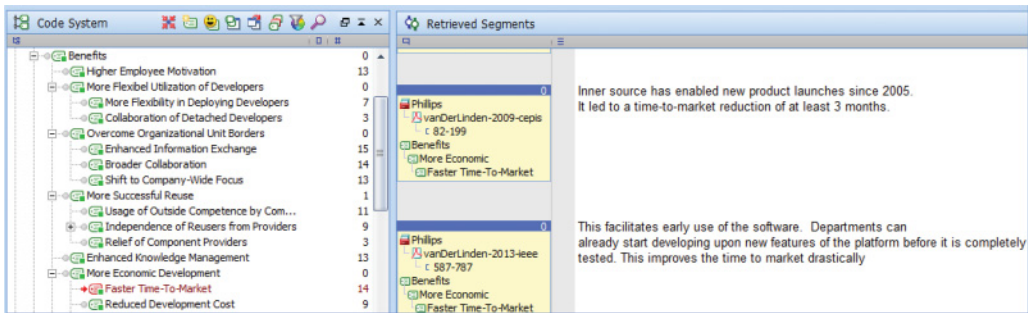 Code System
Benefits 0
Higher Employee Motivation 13
More Flexibel Utilization of Developers 0
More Flexibility in Deploying Developers 7
Collaboration of Detached Developers 3
Overcome Organizational Unit Borders 0
Enhanced Information Exchange 15
Broader Collaboration 14
Shift to Company-Wide Focus 13
More Successful Reuse 1
Usage of Outside Competence by Com... 11
Independence of Reusers from Providers 9
Relief of Component Providers 3
Enhanced Knowledge Management 13
More Economic Development 0
Faster Time-To-Market 14
Reduced Development Cost 9
Retrieved Segments
0
Phillips
vanDerLinden-2009-cepis
82-199
Benefits
More Economic
Faster Time-To-Market
Inner source has enabled new product launches since 2005.
It led to a time-to-market reduction of at least 3 months.
0
Philips
vanDerLinden-2013-ieee
587-787
Benefits
More Economic
Faster Time-To-Market
This facilitates early use of the software. Departments can
already start developing upon new features of the platform before it is completely
tested. This improves the time to market drastically